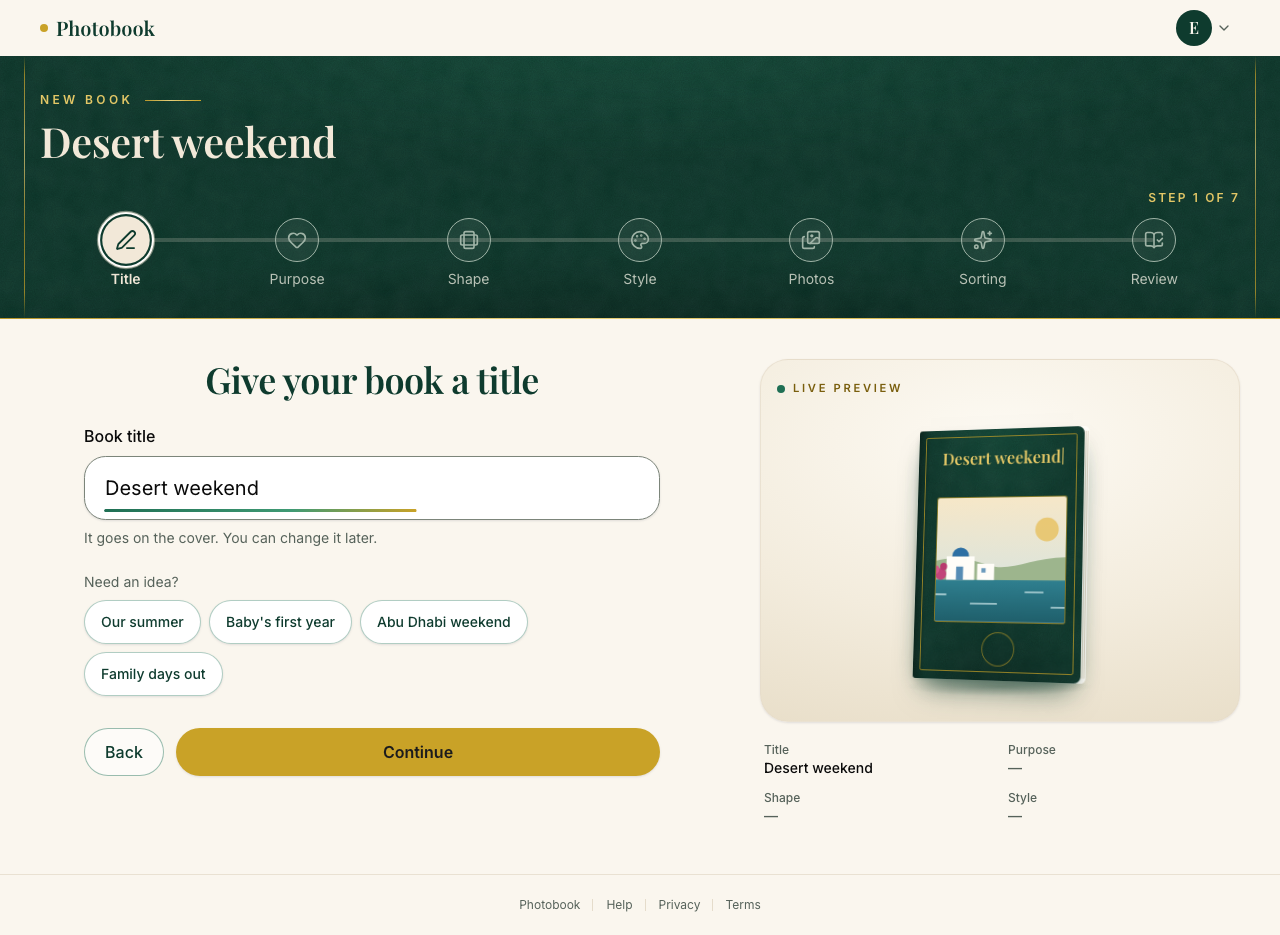 Photobook
E
NEW BOOK
Desert weekend
STEP 1 OF 7
Title
Purpose
Shape
Style
Photos
Sorting
Review
Give your book a title
Book title
Desert weekend
It goes on the cover. You can change it later.
Need an idea?
Our summer
Baby's first year
Abu Dhabi weekend
Family days out
Back
Continue
LIVE PREVIEW
Desert weekend
Title
Desert weekend
Purpose
—
Shape
—
Style
—
Photobook
Help
Privacy
Terms